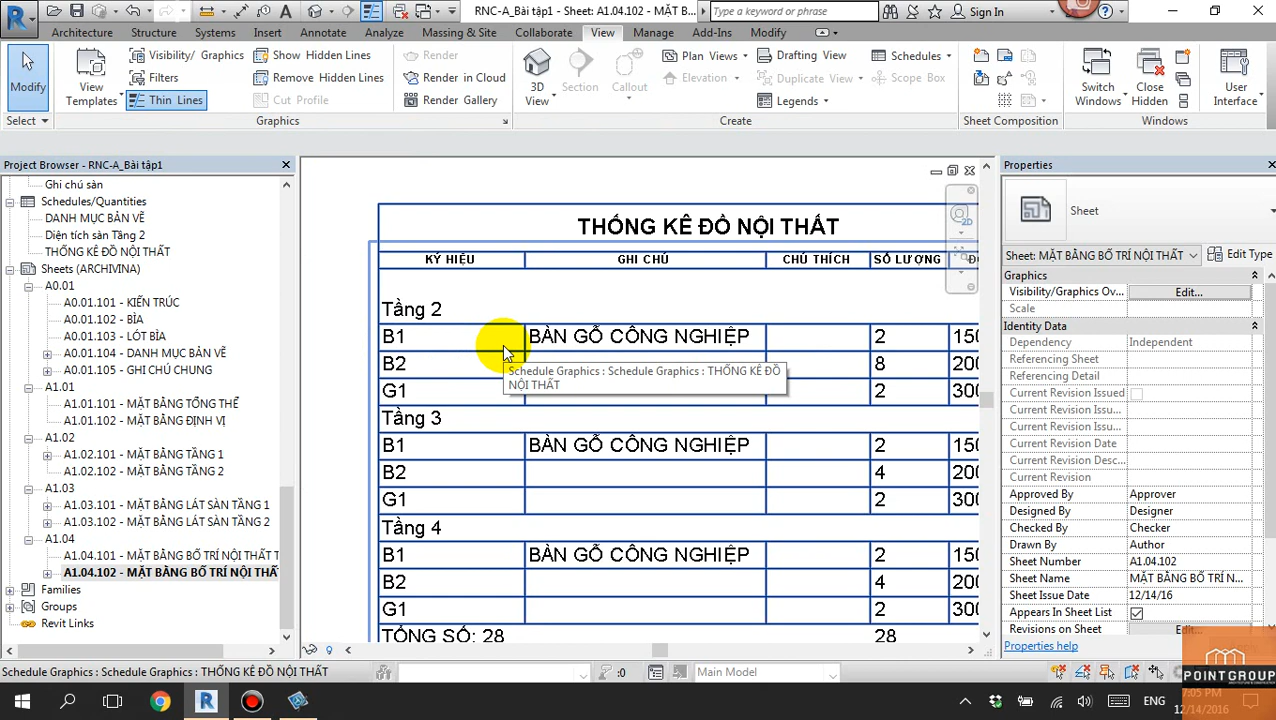 RNC-A_Bài tập1 - Sheet: A1.04.102 - MẶT B...
Type a keyword or phrase
Sign In
Architecture Structure Systems Insert Annotate Analyze Massing & Site Collaborate View Manage Add-Ins Modify
Modify
Select
View
Templates
Visibility/ Graphics
Filters
Thin Lines
Show Hidden Lines
Remove Hidden Lines
Cut Profile
Graphics
Render
Render in Cloud
Render Gallery
3D
View
Section
Callout
Plan Views
Elevation
Drafting View
Duplicate View
Legends
Schedules
Scope Box
Create
Sheet Composition
Switch
Windows
Close
Hidden
Windows
User
Interface
Project Browser - RNC-A_Bài tập1
Ghi chú sàn
Schedules/Quantities
DANH MỤC BẢN VẼ
Diện tích sàn Tầng 2
THỐNG KÊ ĐỒ NỘI THẤT
Sheets (ARCHIVINA)
A0.01
A0.01.101 - KIẾN TRÚC
A0.01.102 - BÌA
A0.01.103 - LÓT BÌA
A0.01.104 - DANH MỤC BẢN VẼ
A0.01.105 - GHI CHÚ CHUNG
A1.01
A1.01.101 - MẶT BẰNG TỔNG THỂ
A1.01.102 - MẶT BẰNG ĐỊNH VỊ
A1.02
A1.02.101 - MẶT BẰNG TẦNG 1
A1.02.102 - MẶT BẰNG TẦNG 2
A1.03
A1.03.101 - MẶT BẰNG LÁT SÀN TẦNG 1
A1.03.102 - MẶT BẰNG LÁT SÀN TẦNG 2
A1.04
A1.04.101 - MẶT BẰNG BỐ TRÍ NỘI THẤT T
A1.04.102 - MẶT BẰNG BỐ TRÍ NỘI THẤ
Families
Groups
Revit Links
2D
THỐNG KÊ ĐỒ NỘI THẤT
KÝ HIỆU GHI CHÚ CHÚ THÍCH SỐ LƯỢNG
Tầng 2
B1 BÀN GỖ CÔNG NGHIỆP 2 150
B2 8 200
G1 2 300
Schedule Graphics : Schedule Graphics : THỐNG KÊ ĐỒ
NỘI THẤT
Tầng 3
B1 BÀN GỖ CÔNG NGHIỆP 2 150
B2 4 200
G1 2 300
Tầng 4
B1 BÀN GỖ CÔNG NGHIỆP 2 150
B2 4 200
G1 2 300
TỔNG SỐ: 28 28
Properties
Sheet
Sheet: MẶT BẰNG BỐ TRÍ NỘI THẤT
Edit Type
Graphics
Visibility/Graphics Ov... Edit...
Scale
Identity Data
Dependency Independent
Referencing Sheet
Referencing Detail
Current Revision Issued
Current Revision Issu...
Current Revision Issu...
Current Revision Date
Current Revision Desc...
Current Revision
Approved By Approver
Designed By Designer
Checked By Checker
Drawn By Author
Sheet Number A1.04.102
Sheet Name MẶT BẰNG BỐ TRÍ N...
Sheet Issue Date 12/14/16
Appears In Sheet List
Revisions on Sheet Edit...
Properties help
Schedule Graphics : Schedule Graphics : THỐNG KÊ ĐỒ NỘI THẤT
:0
Main Model
POINTGROUP
ENG
7:05 PM
12/14/2016